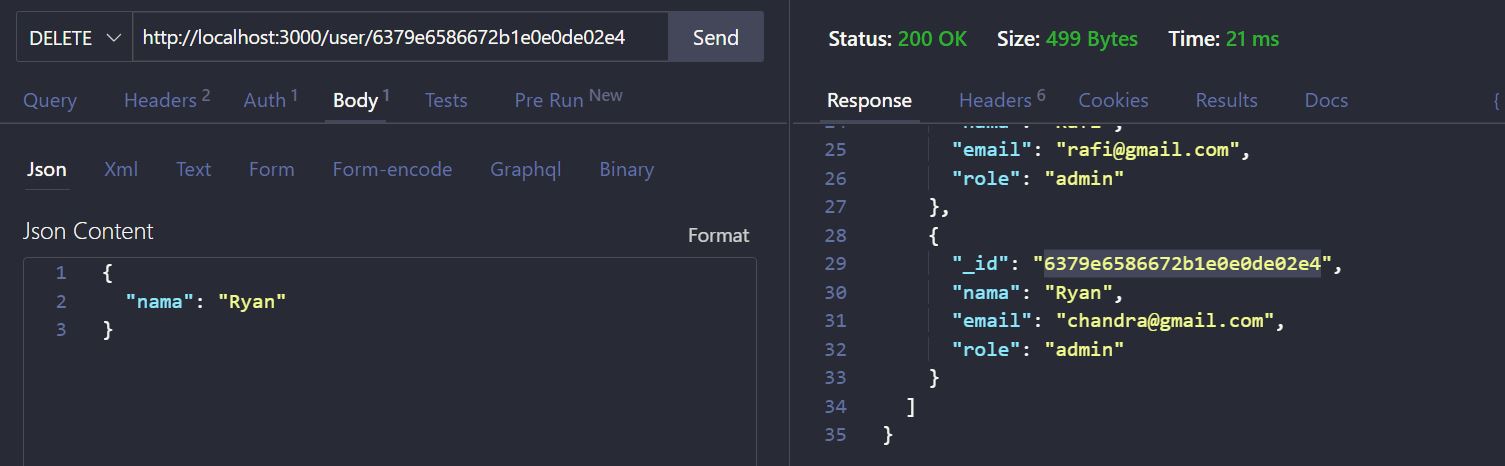 DELETE http://localhost:3000/user/6379e6586672b1e0e0de02e4 Send
Query Headers 2 Auth 1 Body 1 Tests Pre Run New
Json Xml Text Form Form-encode Graphql Binary
Json Content Format
1 {
2 "nama": "Ryan"
3 }
Status: 200 OK Size: 499 Bytes Time: 21 ms
Response Headers 6 Cookies Results Docs {
25 "email": "rafi@gmail.com",
26 "role": "admin"
27 },
28 {
29 "_id": "6379e6586672b1e0e0de02e4",
30 "nama": "Ryan",
31 "email": "chandra@gmail.com",
32 "role": "admin"
33 }
34 ]
35 }